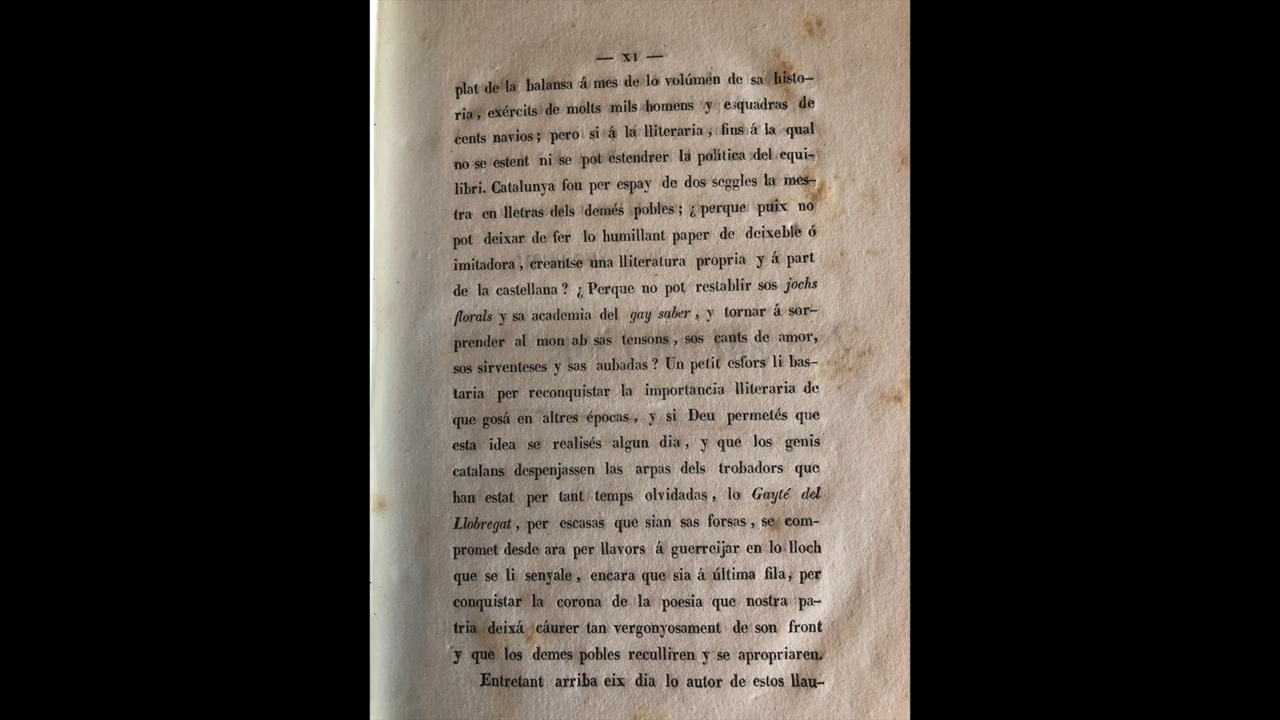 — XI —
plat de la balansa á mes de lo volúmen de sa histo-
ria, exércits de molts mils homens y esquadras de
cents navios; pero si á la lliteraria, fins á la qual
no se estent ni se pot estendrer la política del equi-
libri. Catalunya fou per espay de dos seggles la mes-
tra en lletras dels demés pobles; ¿perque puix no
pot deixar de fer lo humillant paper de deixeble ó
imitadora, creantse una lliteratura propria y á part
de la castellana? ¿Perque no pot restablir sos jochs
florals y sa academia del gay saber, y tornar á sor-
prender al mon ab sas tensons, sos cants de amor,
sos sirventeses y sas aubadas? Un petit esfors li bas-
taria per reconquistar la importancia lliteraria de
que gosá en altres épocas, y si Deu permetés que
esta idea se realisés algun dia, y que los genis
catalans despenjassen las arpas dels trobadors que
han estat per tant temps olvidadas, lo Gayté del
Llobregat, per escasas que sian sas forsas, se com-
promet desde ara per llavors á guerreijar en lo lloch
que se li senyale, encara que sia á última fila, per
conquistar la corona de la poesia que nostra pa-
tria deixá cáurer tan vergonyosament de son front
y que los demes pobles reculliren y se apropriaren.
Entretant arriba eix dia lo autor de estos llau-